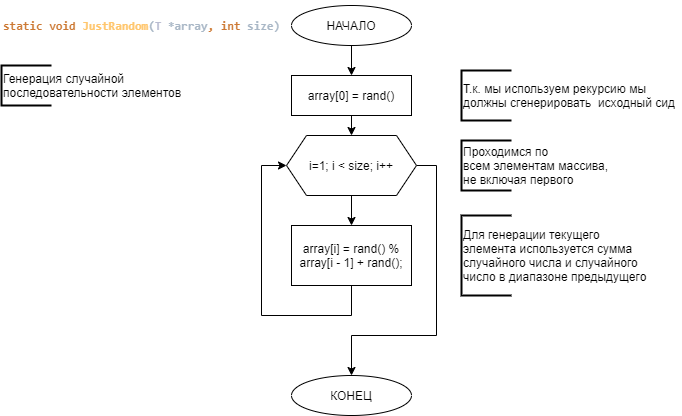 static void JustRandom(T *array, int size)
НАЧАЛО
Генерация случайной
последовательности элементов
array[0] = rand()
Т.к. мы используем рекурсию мы
должны сгенерировать исходный сид
i=1; i < size; i++
Проходимся по
всем элементам массива,
не включая первого
array[i] = rand() %
array[i - 1] + rand();
Для генерации текущего
элемента используется сумма
случайного числа и случайного
число в диапазоне предыдущего
КОНЕЦ